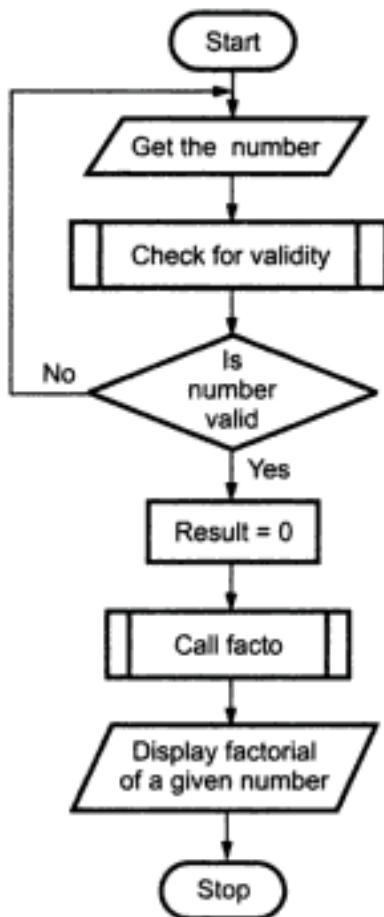 Start
Get the number
Check for validity
Is
number
valid
No
Yes
Result = 0
Call facto
Display factorial
of a given number
Stop